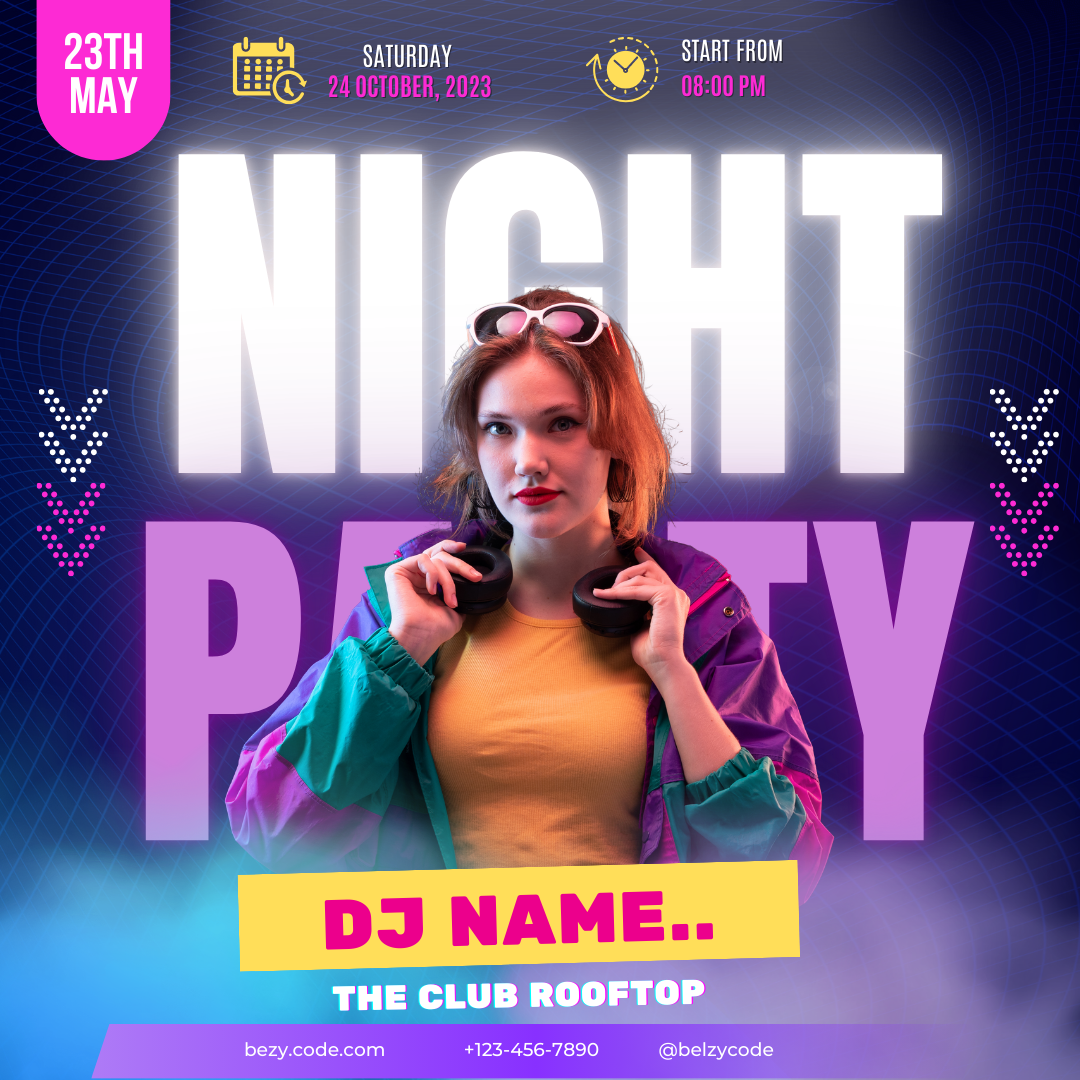 23TH
MAY
SATURDAY
24 OCTOBER, 2023
START FROM
08:00 PM
NIGHT
PARTY
DJ NAME..
THE CLUB ROOFTOP
bezy.code.com
+123-456-7890
@belzycode